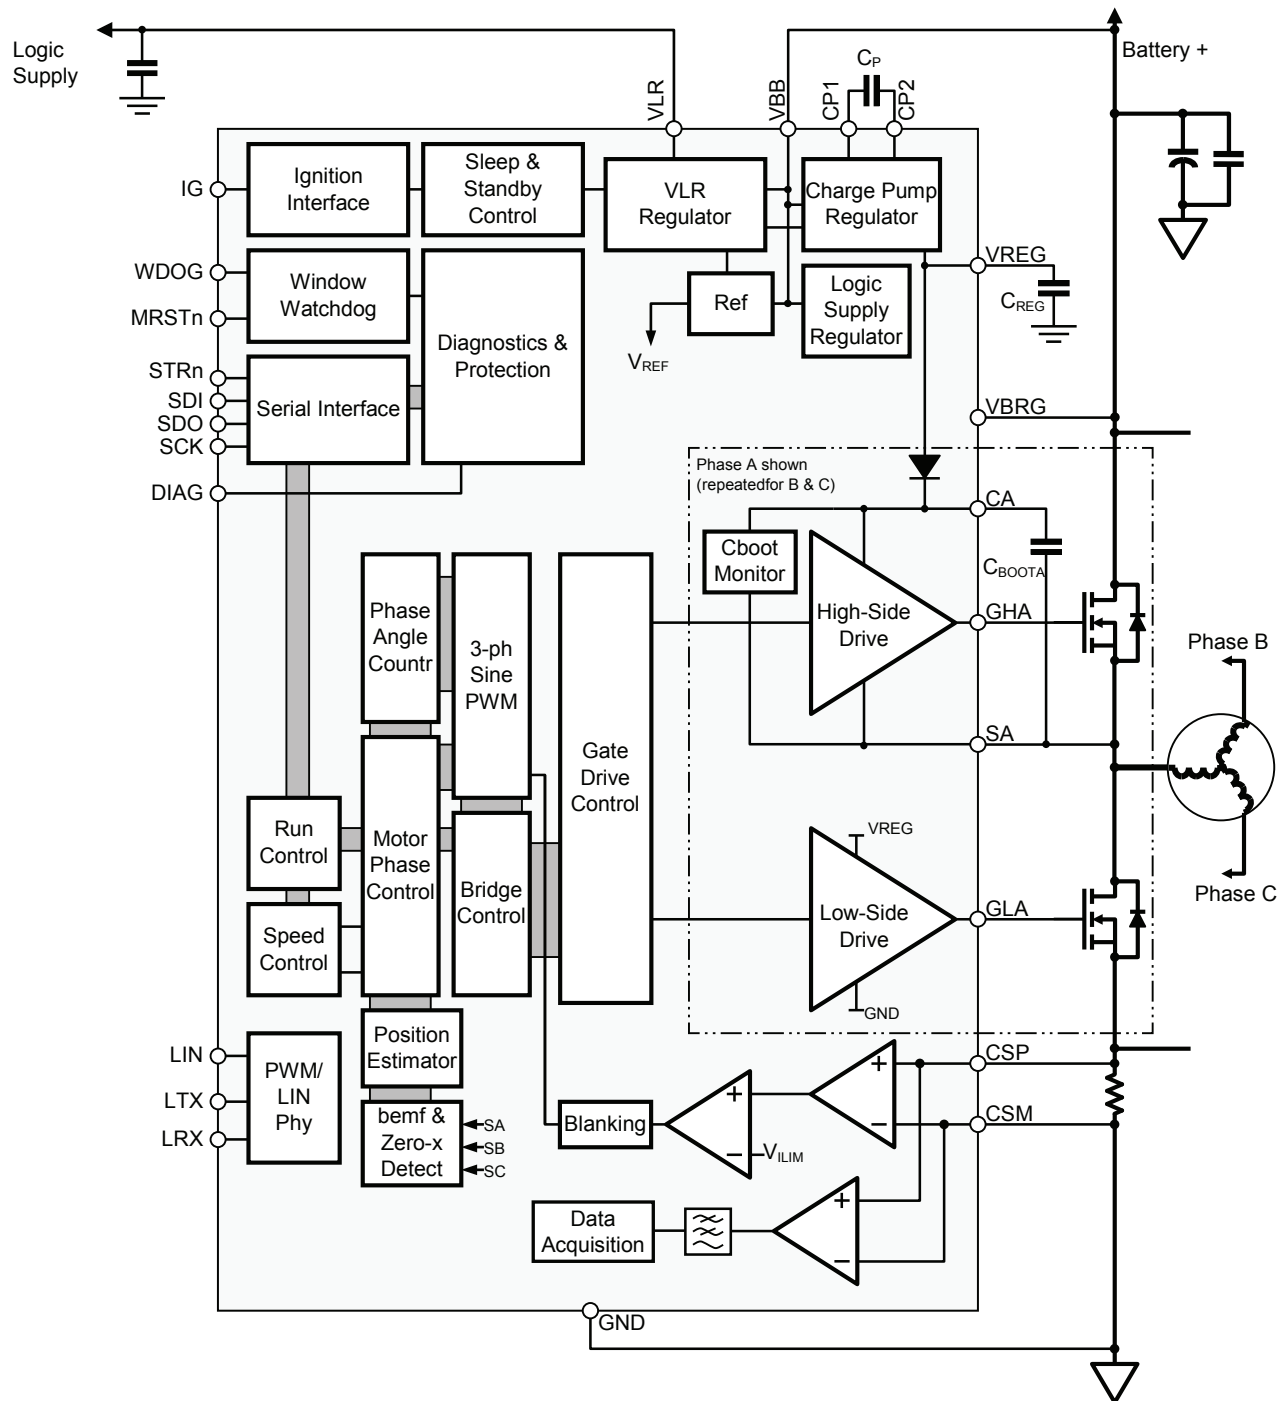 Logic
Supply
Battery +
VLR
VBB
CP1
CP
CP2
IG
Ignition
Interface
Sleep &
Standby
Control
VLR
Regulator
Charge Pump
Regulator
WDOG
MRSTn
Window
Watchdog
Diagnostics &
Protection
Ref
VREF
Logic
Supply
Regulator
VREG
CREG
STRn
SDI
SDO
SCK
Serial Interface
VBRG
DIAG
Phase A shown
(repeatedfor B & C)
CA
Cboot
Monitor
CBOOTA
High-Side
Drive
GHA
SA
Phase Angle
Countr
3-ph
Sine
PWM
Gate
Drive
Control
Phase B
Phase C
Run
Control
Motor
Phase
Control
Bridge
Control
Speed
Control
VREG
Low-Side
Drive
GND
GLA
Position
Estimator
LIN
LTX
LRX
PWM/
LIN
Phy
bemf &
Zero-x
Detect
SA
SB
SC
Blanking
+
−
VILIM
+
−
CSP
CSM
Data
Acquisition
+
−
GND